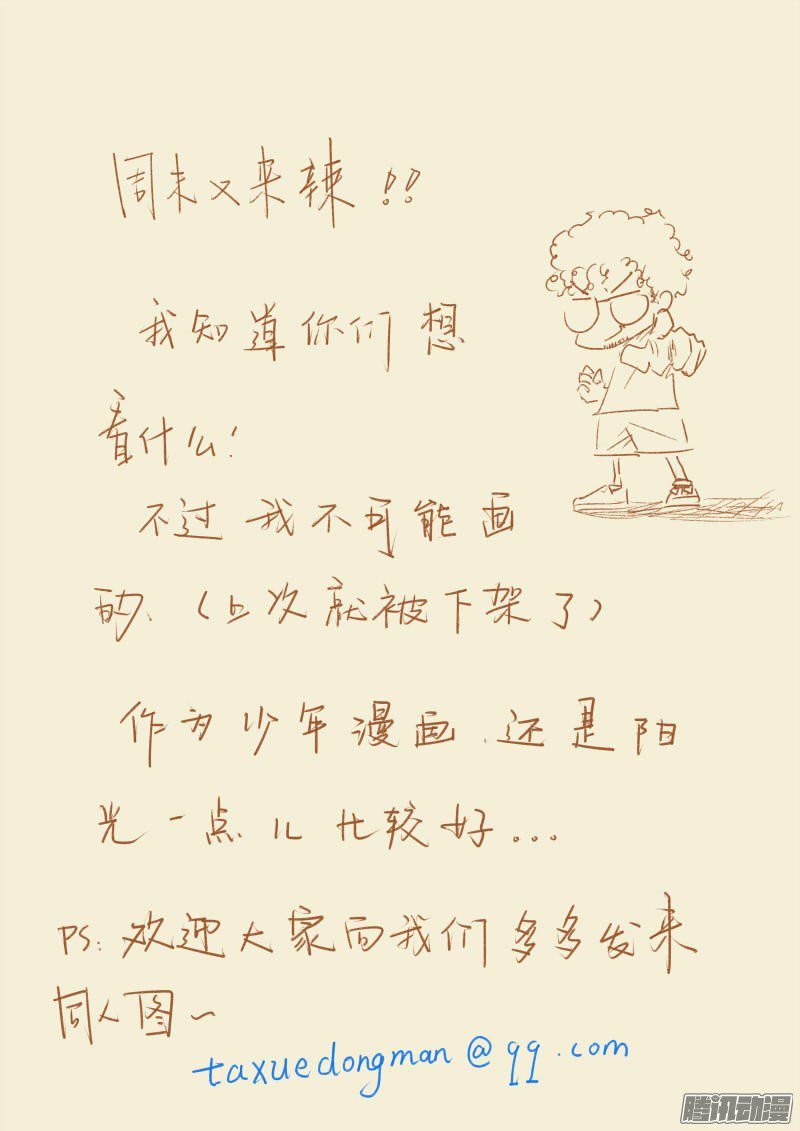 周末又来辣!!
我知道你们想
看什么!
不过我不可能画
的、(上次就被下架了)
作为少年漫画.还是阳
光一点儿比较好...
PS:欢迎大家向我们多多发来
同人图~
taxuedongman@qq.com
腾讯动漫